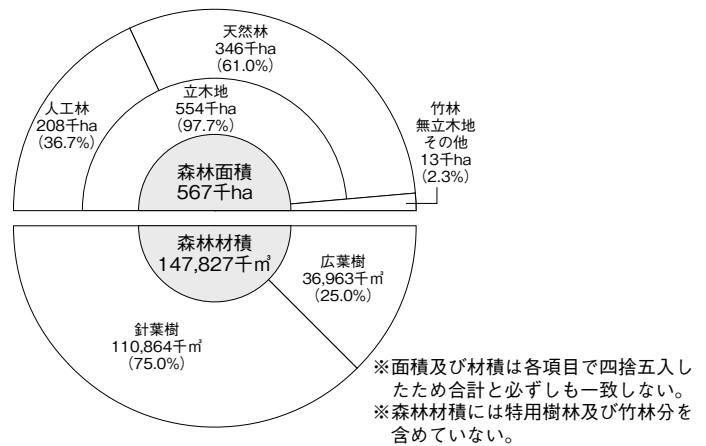 天然林
346千ha
(61.0%)
人工林
208千ha
(36.7%)
立木地
554千ha
(97.7%)
竹林
無立木地
その他
13千ha
(2.3%)
森林面積
567千ha
森林材積
147,827千㎥
広葉樹
36,963千㎥
(25.0%)
針葉樹
110,864千㎥
(75.0%)
※面積及び材積は各項目で四捨五入し
たため合計と必ずしも一致しない。
※森林材積には特用樹林及び竹林分を
含めていない。